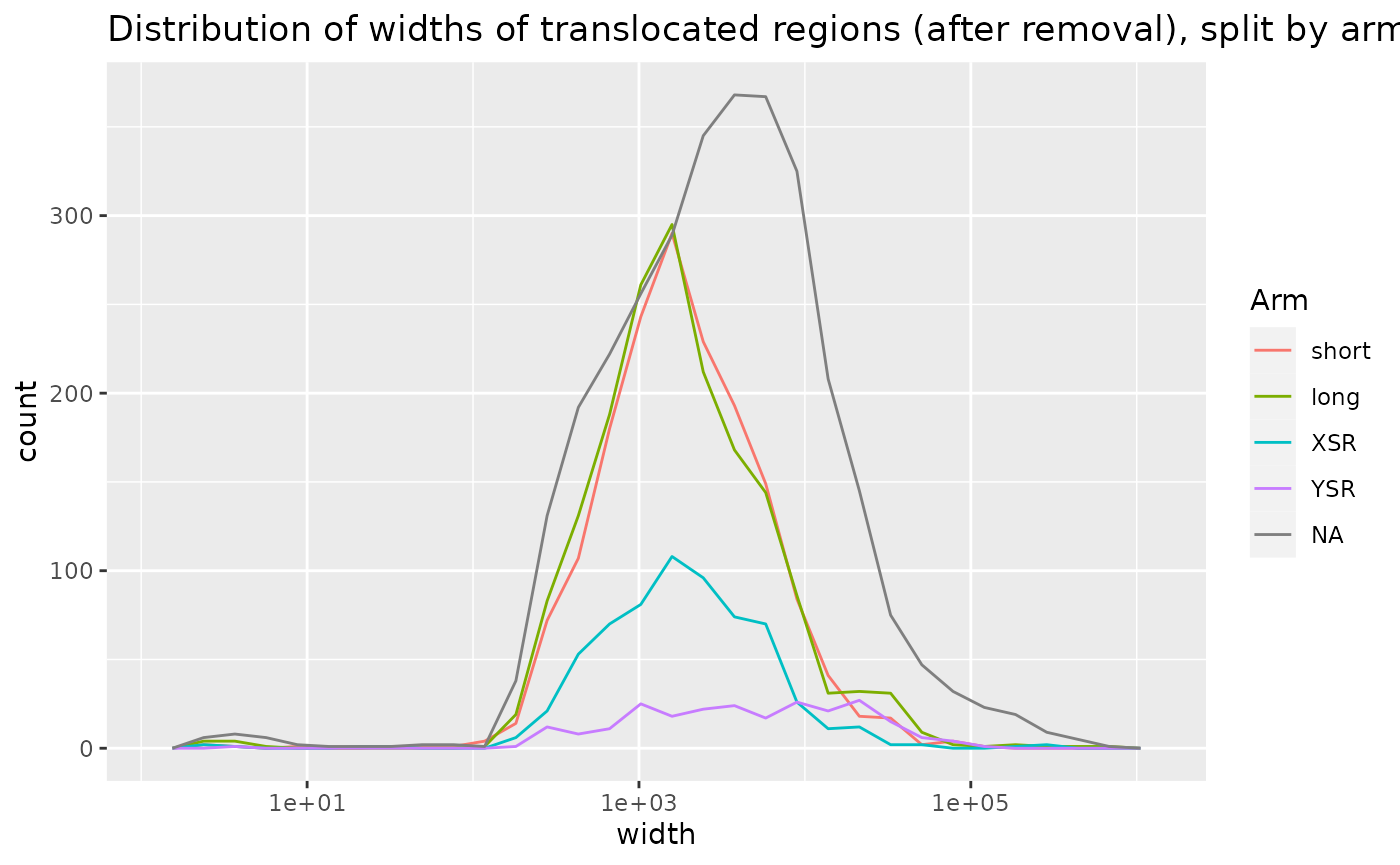 Distribution of widths of translocated regions (after removal), split by arm
300
200
100
0
count
1e+01
1e+03
1e+05
width
Arm
short
long
XSR
YSR
NA